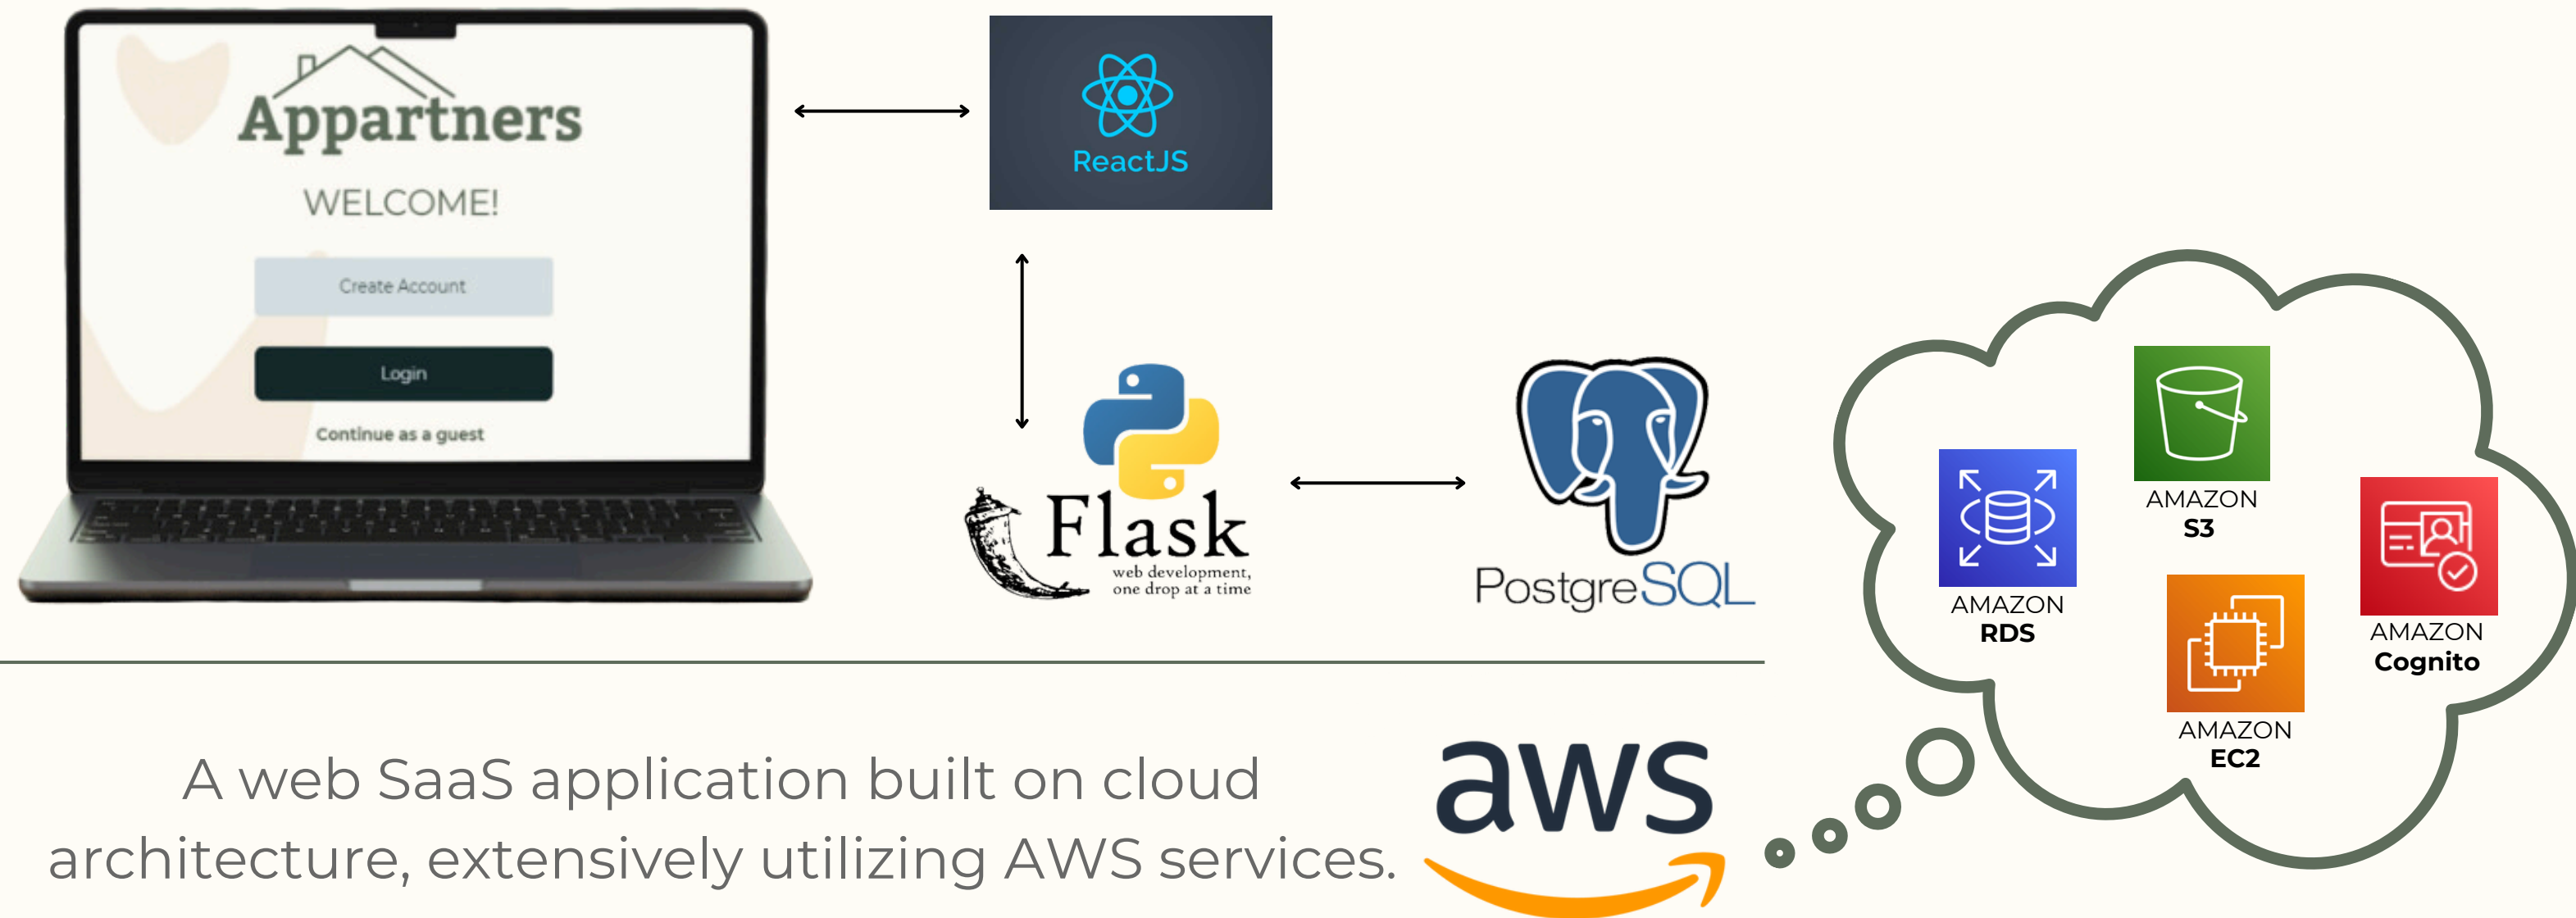 Appartners
WELCOME!
Create Account
Login
Continue as a guest
ReactJS
Flask
web development,
one drop at a time
PostgreSQL
AMAZON
S3
AMAZON
RDS
AMAZON
Cognito
AMAZON
EC2
A web SaaS application built on cloud
architecture, extensively utilizing AWS services.
aws